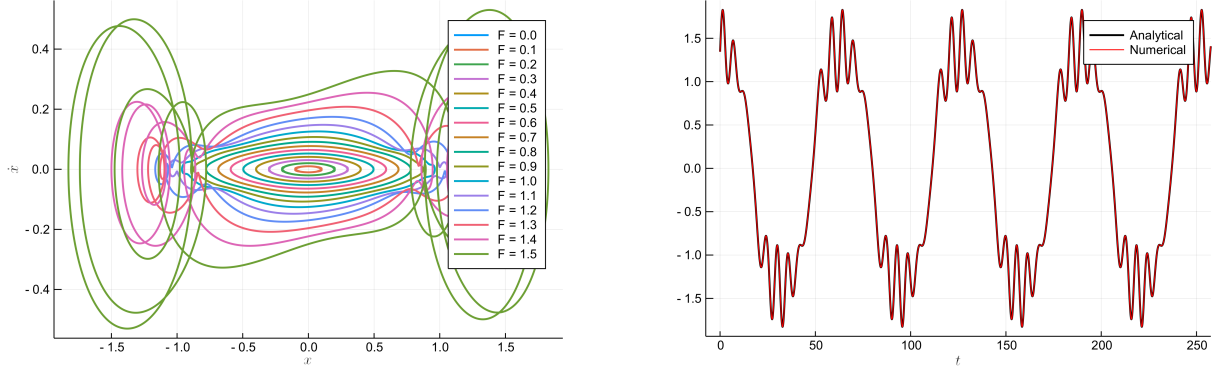 0.4
0.2
0.0
- 0.2
- 0.4
ẋ
- 1.5
- 1.0
- 0.5
0.0
0.5
1.0
1.5
x
F = 0.0
F = 0.1
F = 0.2
F = 0.3
F = 0.4
F = 0.5
F = 0.6
F = 0.7
F = 0.8
F = 0.9
F = 1.0
F = 1.1
F = 1.2
F = 1.3
F = 1.4
F = 1.5
1.5
1.0
0.5
0.0
- 0.5
- 1.0
- 1.5
0
50
100
150
200
250
t
Analytical
Numerical